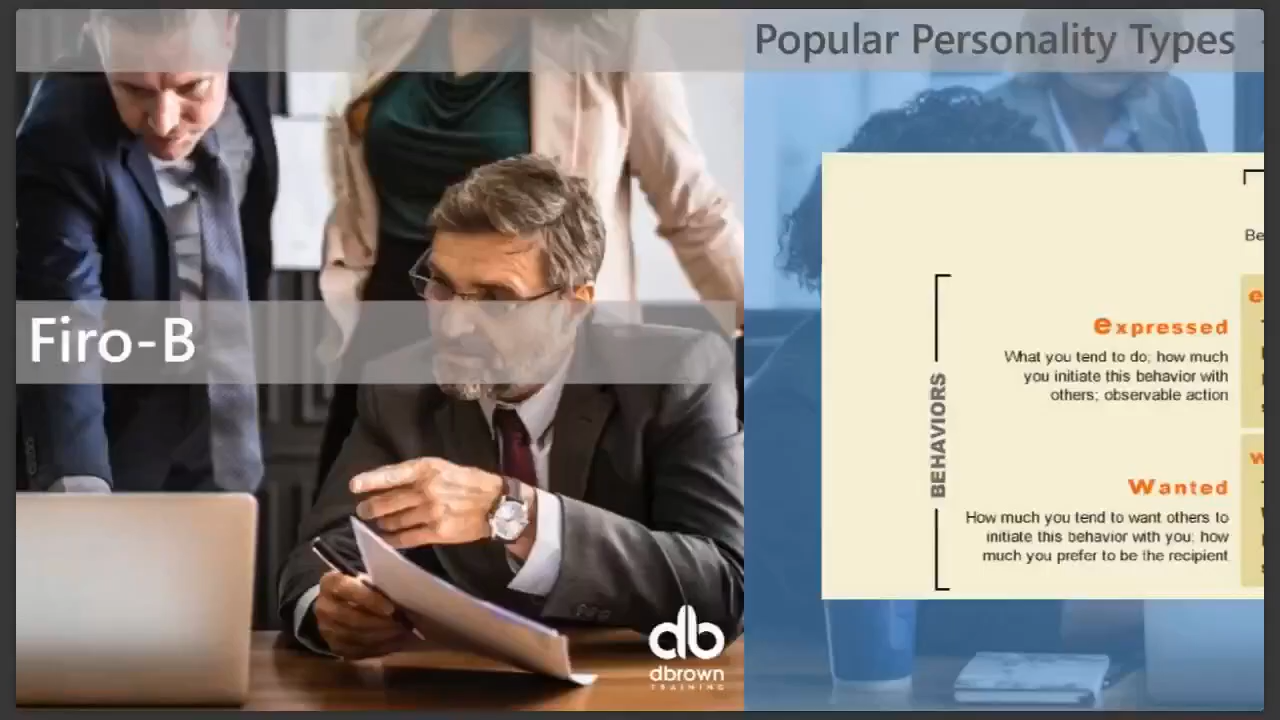 Popular Personality Types
Firo-B
Be
expressed
What you tend to do; how much
you initiate this behavior with
others; observable action
BEHAVIORS
Wanted
How much you tend to want others to
initiate this behavior with you; how
much you prefer to be the recipient
e
w
db
dbrown
TRAINING